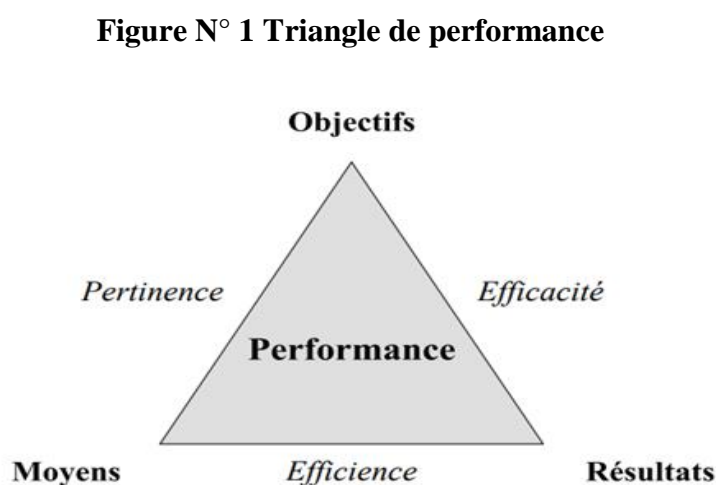 Figure N° 1 Triangle de performance
Objectifs
Pertinence
Efficacité
Performance
Moyens
Efficience
Résultats